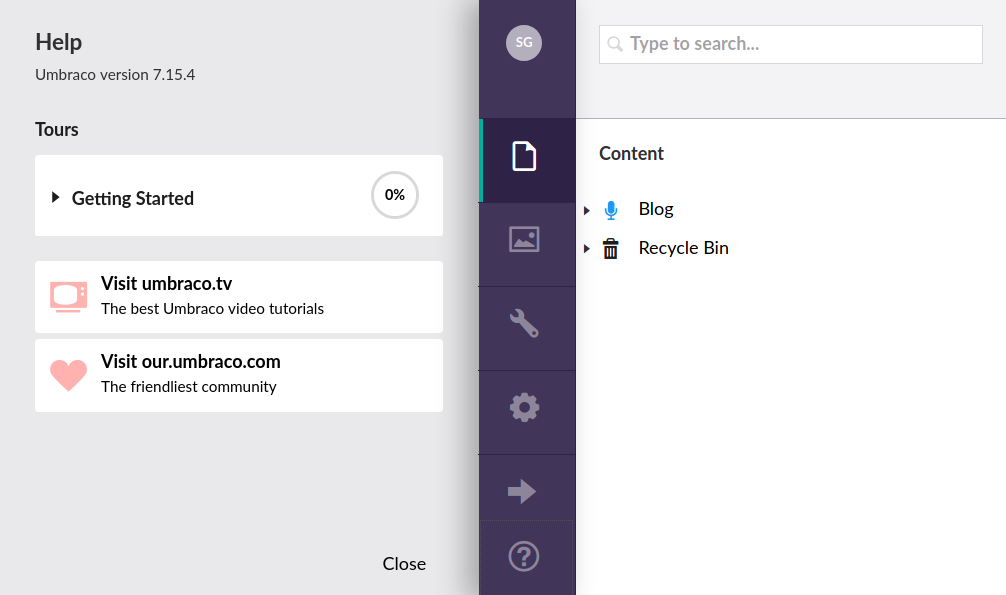 Help
Umbraco version 7.15.4
Tours
Getting Started
0%
Visit umbraco.tv
The best Umbraco video tutorials
Visit our.umbraco.com
The friendliest community
Close
SG
?
Type to search...
Content
Blog
Recycle Bin